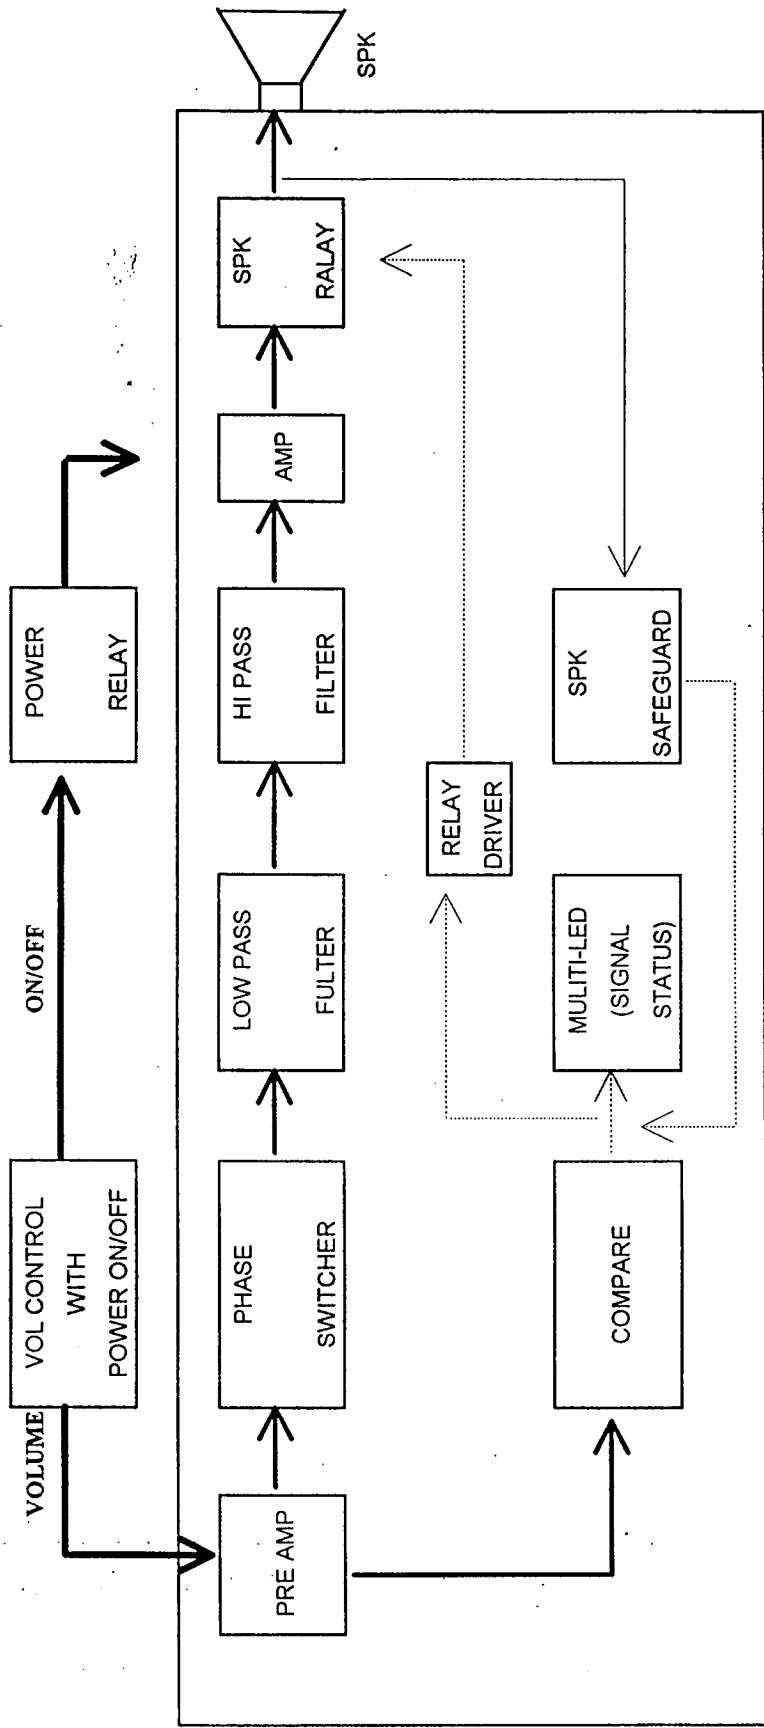 VOLUME
VOL CONTROL
WITH
POWER ON/OFF
ON/OFF
POWER
RELAY
PRE AMP
PHASE
SWITCHER
LOW PASS
FULTER
HI PASS
FILTER
AMP
SPK
RALAY
SPK
RELAY
DRIVER
COMPARE
MULITI-LED
(SIGNAL
STATUS)
SPK
SAFEGUARD